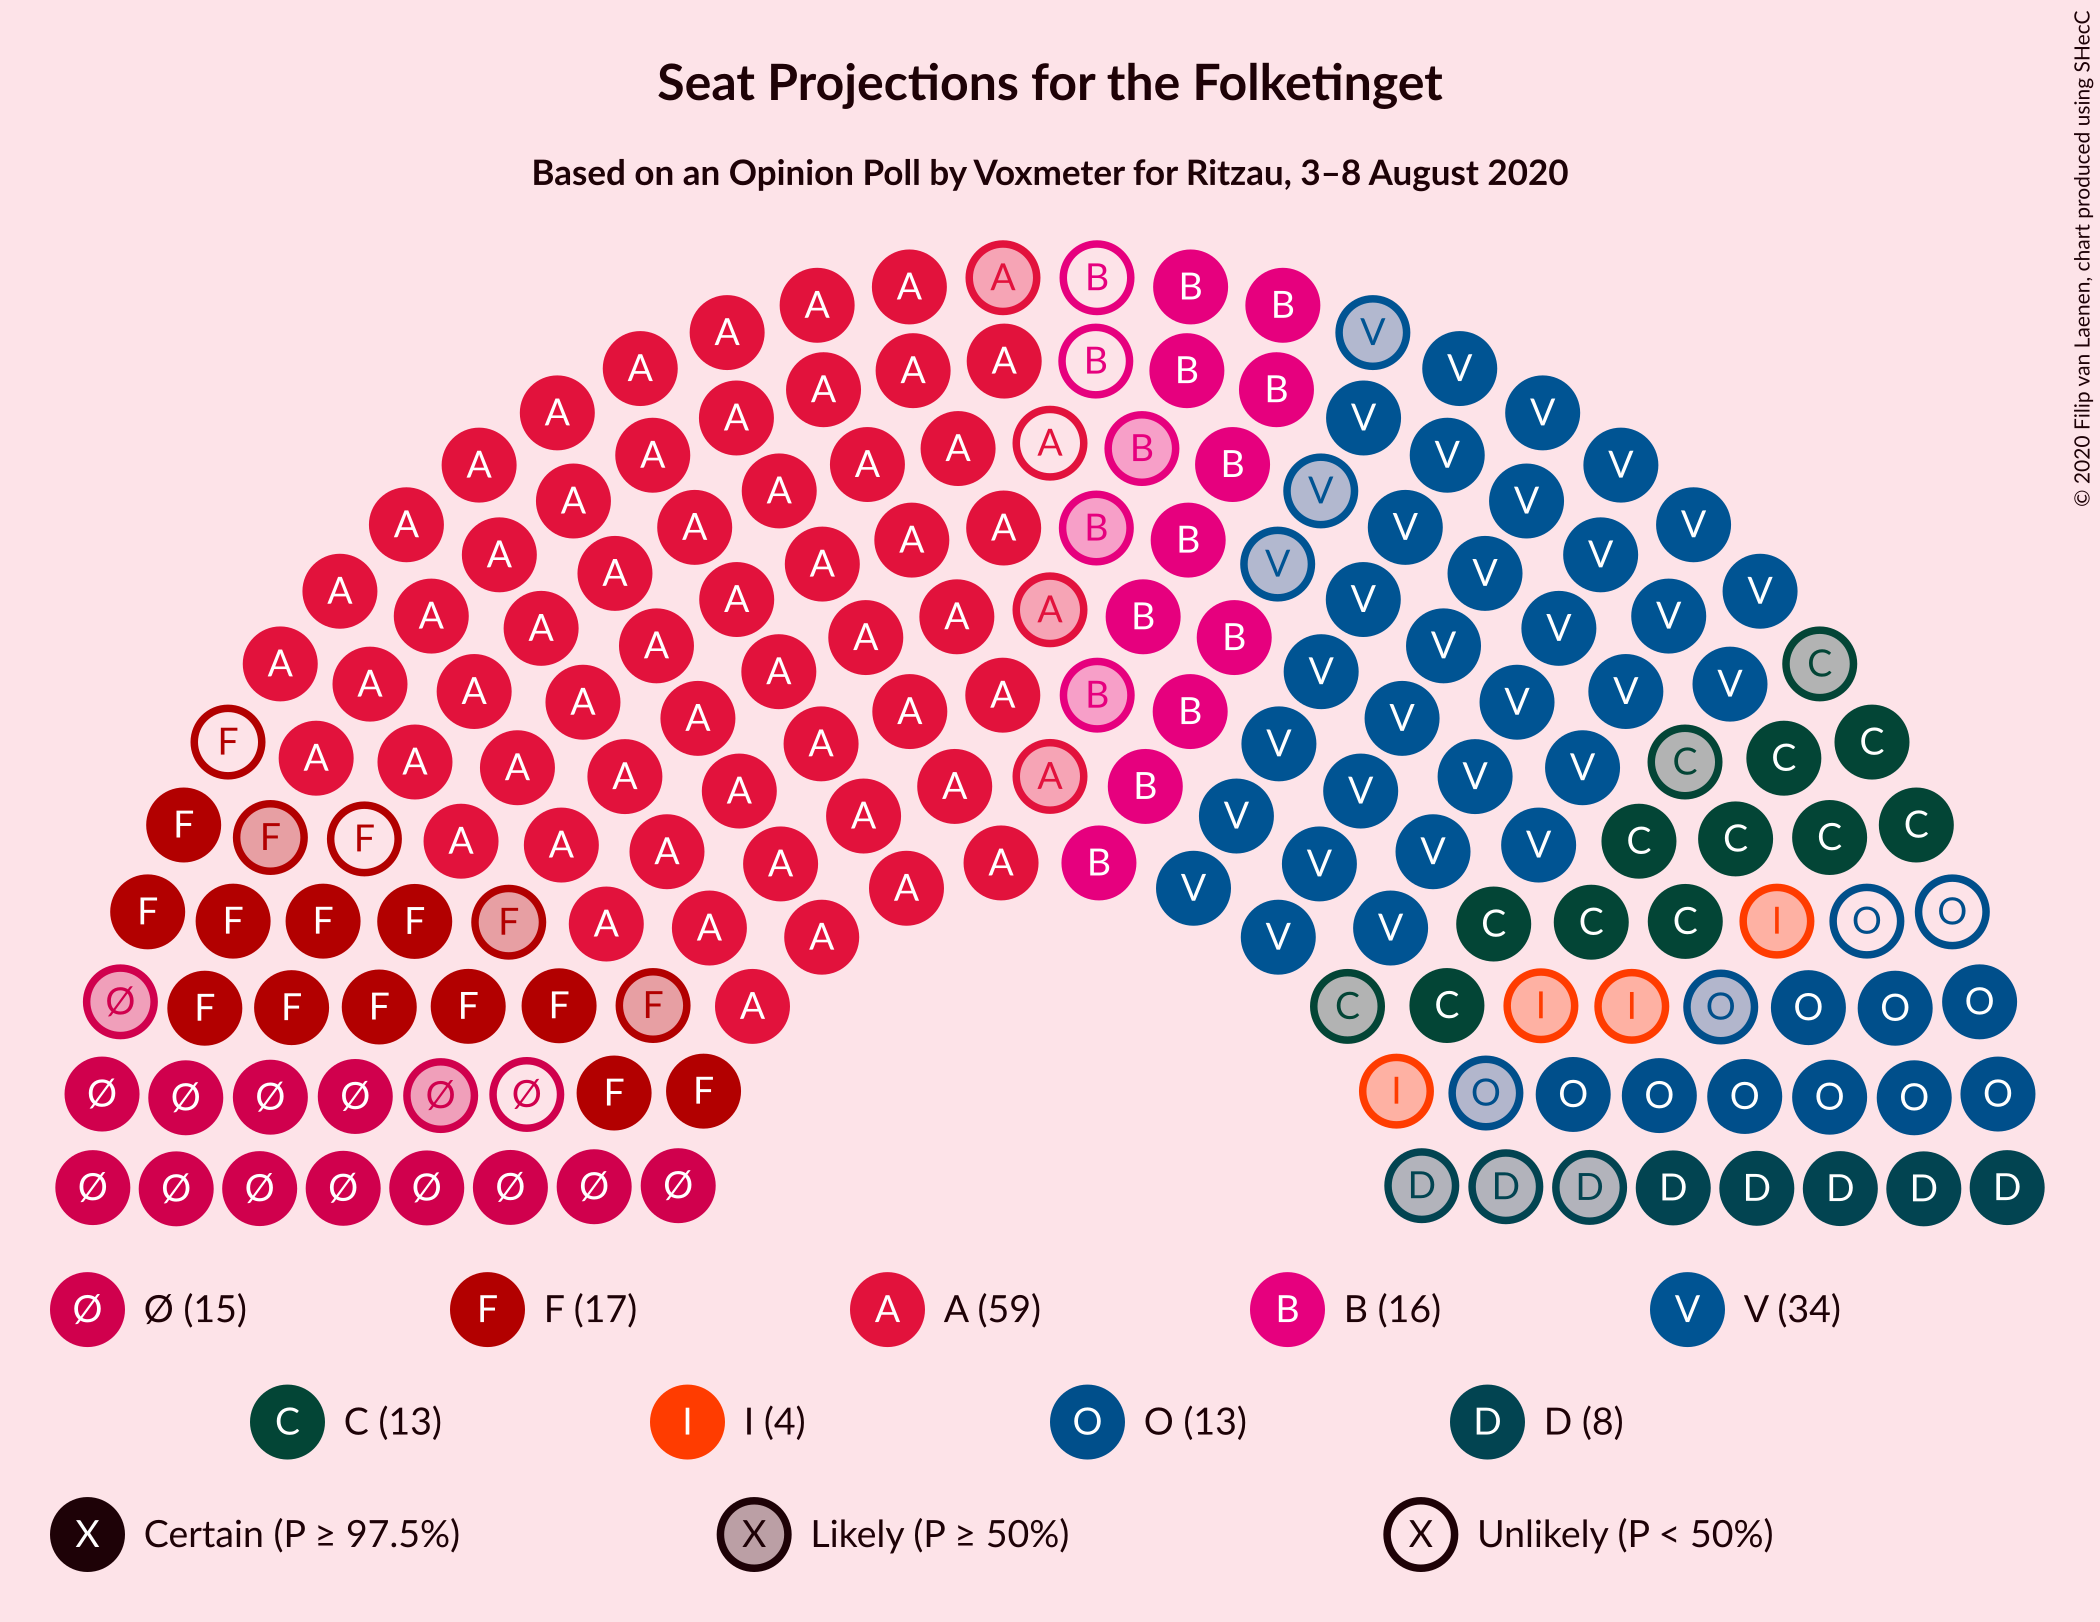 Seat Projections for the Folketinget
Based on an Opinion Poll by Voxmeter for Ritzau, 3–8 August 2020
© 2020 Filip van Laenen, chart produced using SHecC
A A A B B B V
A A A A B B B V V
A A A A A A B B V V V
A A A A A B B V V V V
A A A A A A A B B V V V V V
A A A A A A A B B V V V V V C
F A A A A A A A A A B V V V V V C C C
F F F A A A A A A A B V V V V C C C C
F F F F F A A A V V C C C I O O
Ø F F F F F F A C C I I O O O O
Ø Ø Ø Ø Ø Ø F F I O O O O O O O
Ø Ø Ø Ø Ø Ø Ø Ø D D D D D D D D
Ø Ø (15) F F (17) A A (59) B B (16) V V (34)
C C (13) I I (4) O O (13) D D (8)
X Certain (P ≥ 97.5%) X Likely (P ≥ 50%) X Unlikely (P < 50%)